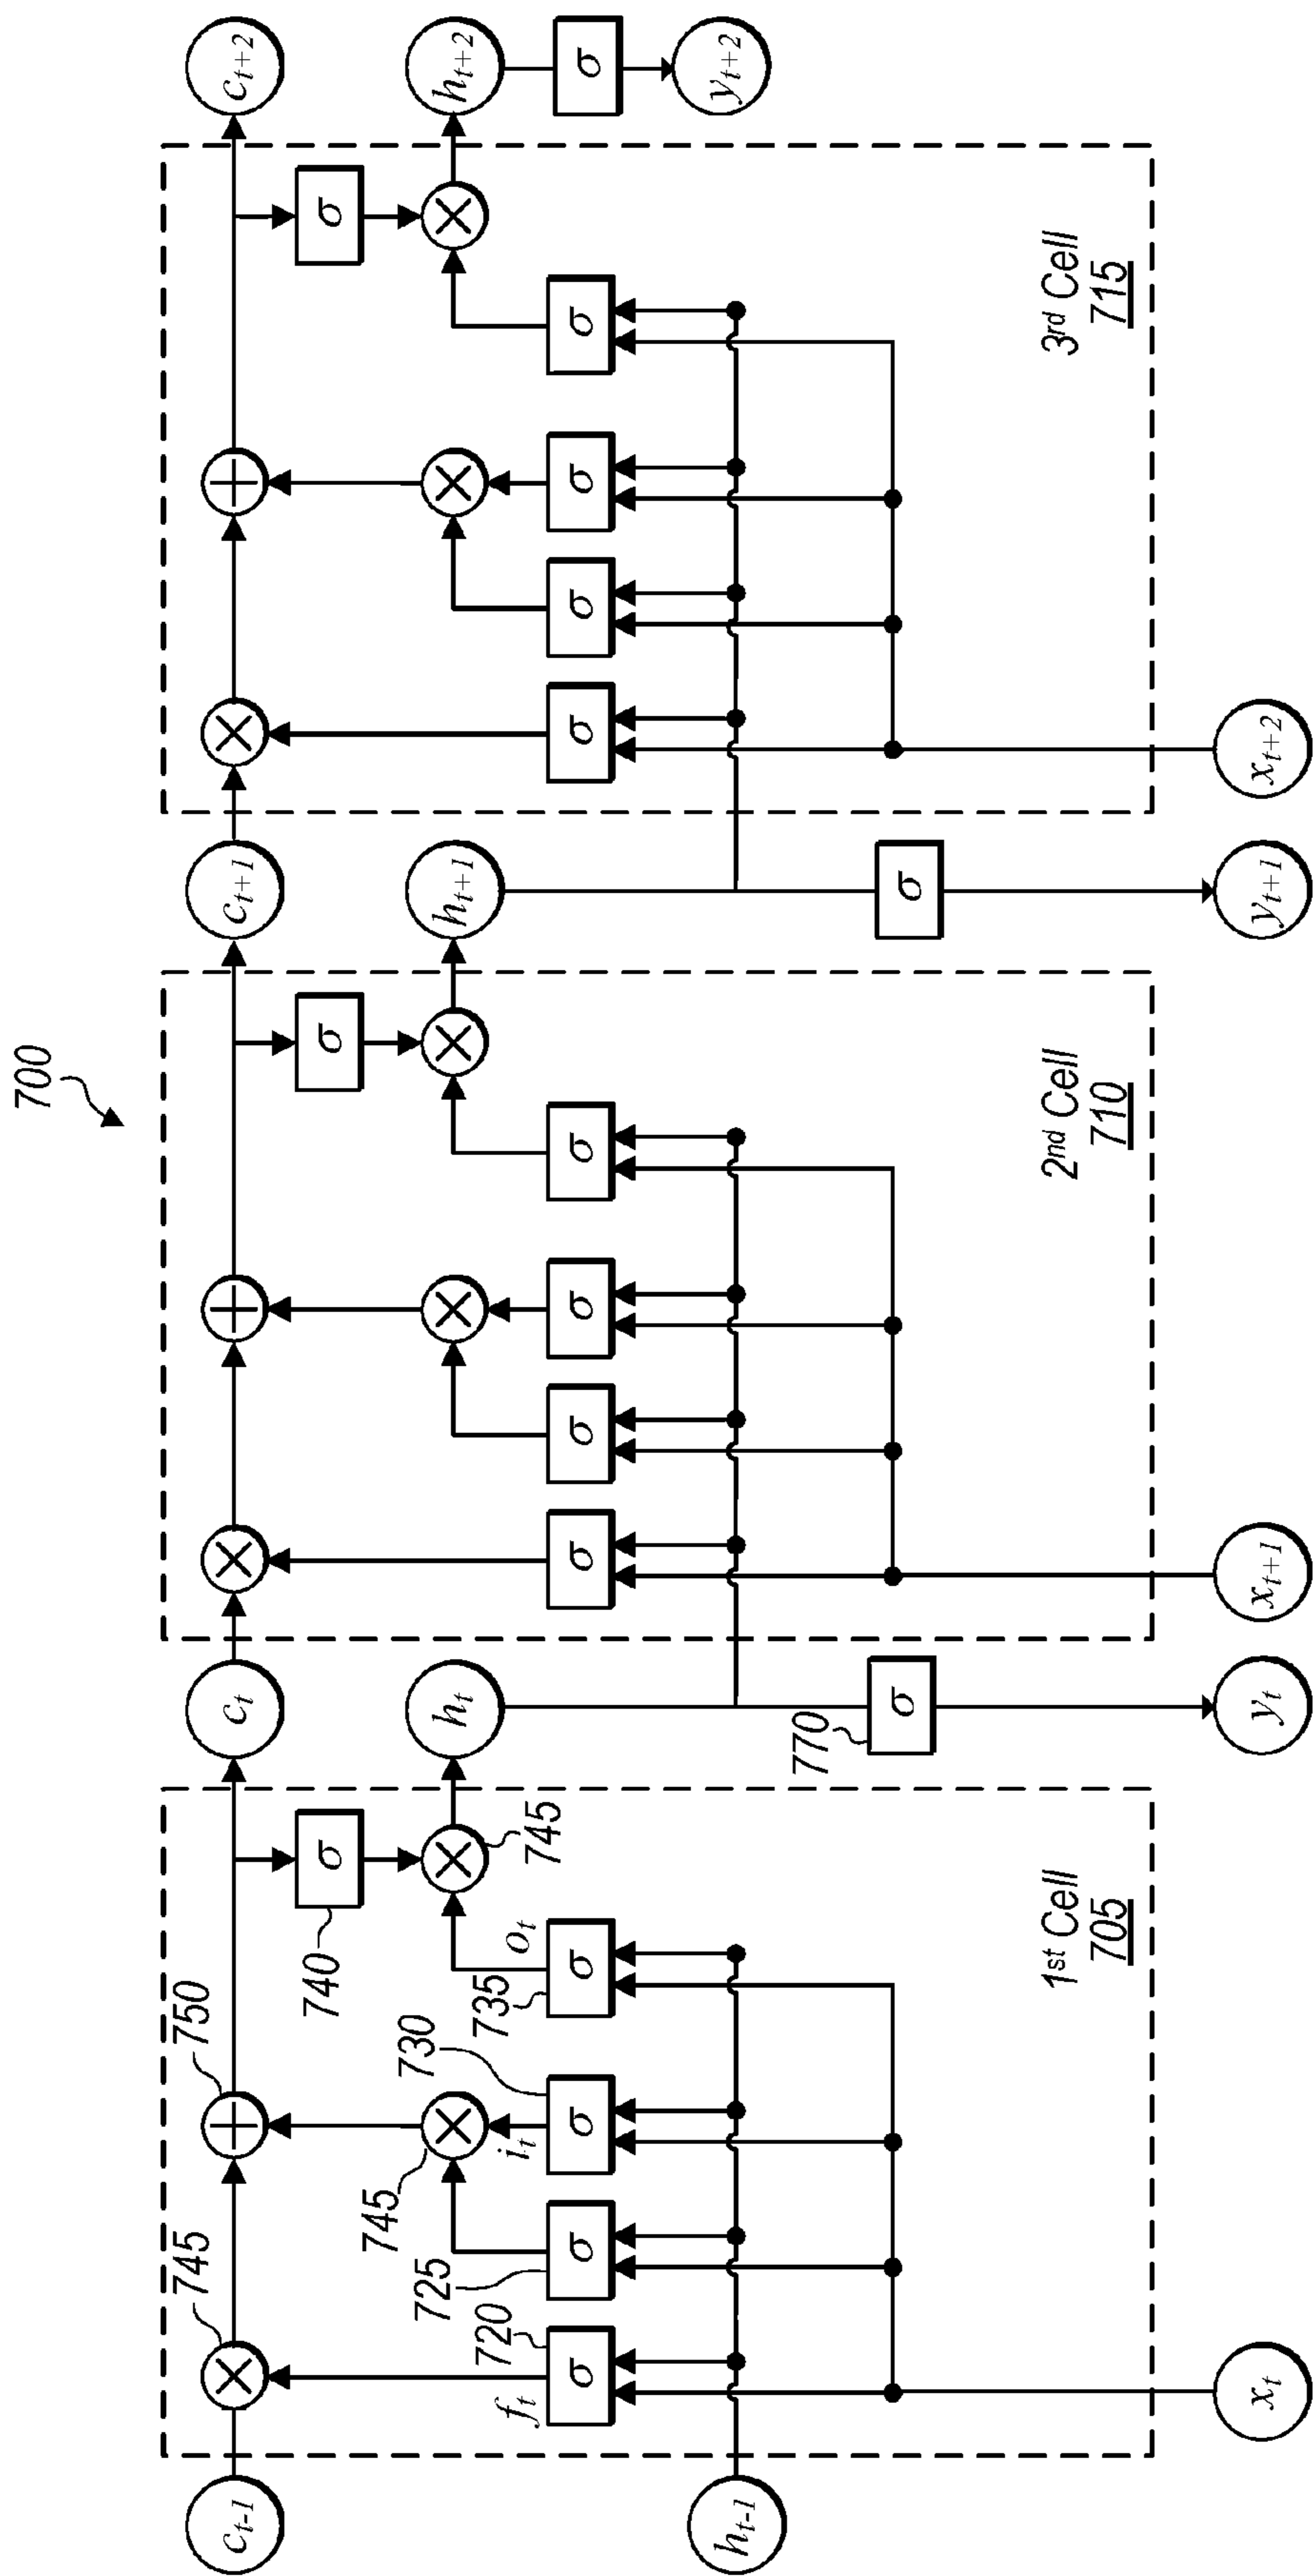 700
c_{t-1}
c_t
c_{t+1}
c_{t+2}
745
750
σ
740
σ
σ
h_t
h_{t+1}
h_{t+2}
σ
y_{t+2}
745
745
f_t
720
725
i_t
730
735
o_t
σ
σ
σ
σ
σ
σ
σ
σ
σ
σ
σ
σ
h_{t-1}
770
σ
σ
1st Cell
705
2nd Cell
710
3rd Cell
715
x_t
y_t
x_{t+1}
y_{t+1}
x_{t+2}